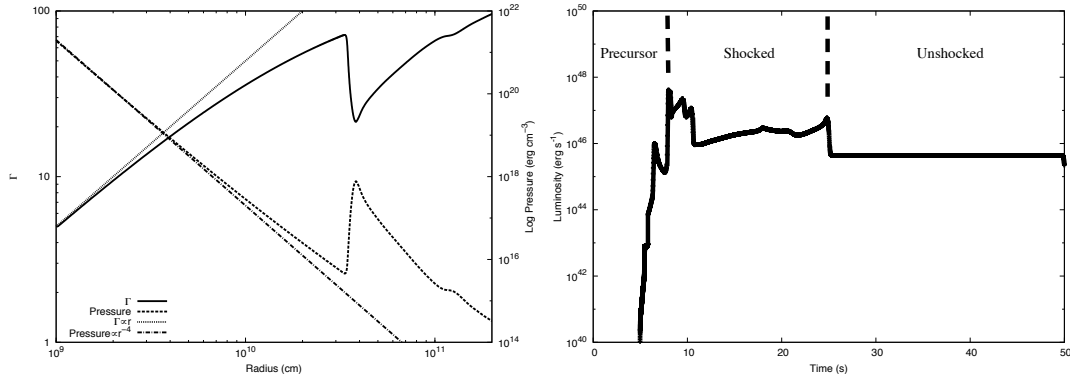 100
10
1
Γ
10^9
10^10
10^11
Radius (cm)
10^22
10^20
10^18
10^16
10^14
Log Pressure (erg cm^-3)
Γ
Pressure
Γ∝r
Pressure∝r^-4
10^50
10^48
10^46
10^44
10^42
10^40
Luminosity (erg s^-1)
Precursor
Shocked
Unshocked
0
10
20
30
40
50
Time (s)